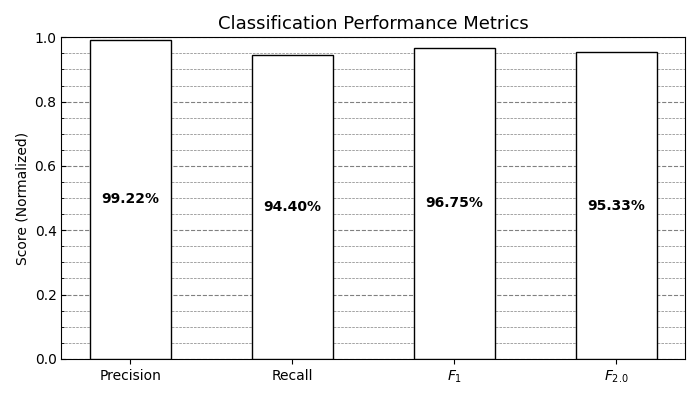 Classification Performance Metrics
Score (Normalized)
1.0
0.8
0.6
0.4
0.2
0.0
99.22%
94.40%
96.75%
95.33%
Precision
Recall
F₁
F₂.₀